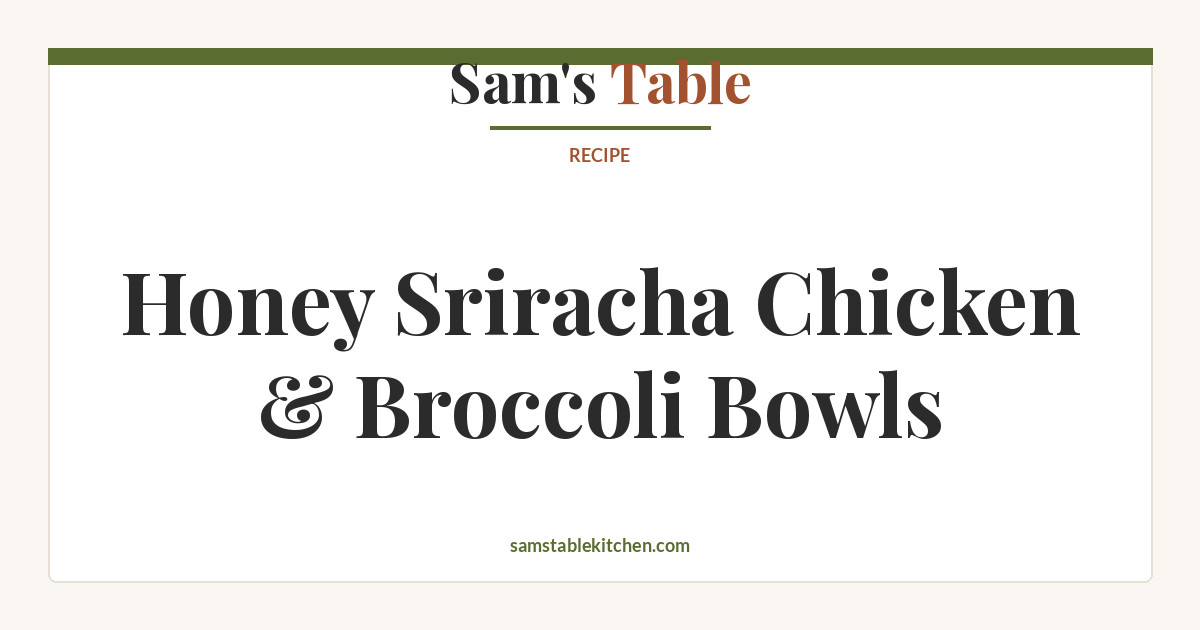 Sam's Table
RECIPE
Honey Sriracha Chicken
& Broccoli Bowls
samstablekitchen.com